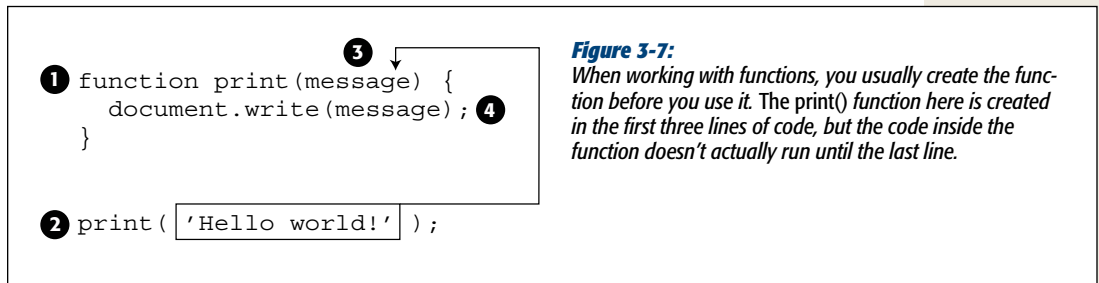 3
1 function print(message) {
document.write(message); 4
}
2 print( 'Hello world!' );
Figure 3-7:
When working with functions, you usually create the func-
tion before you use it. The print() function here is created
in the first three lines of code, but the code inside the
function doesn't actually run until the last line.